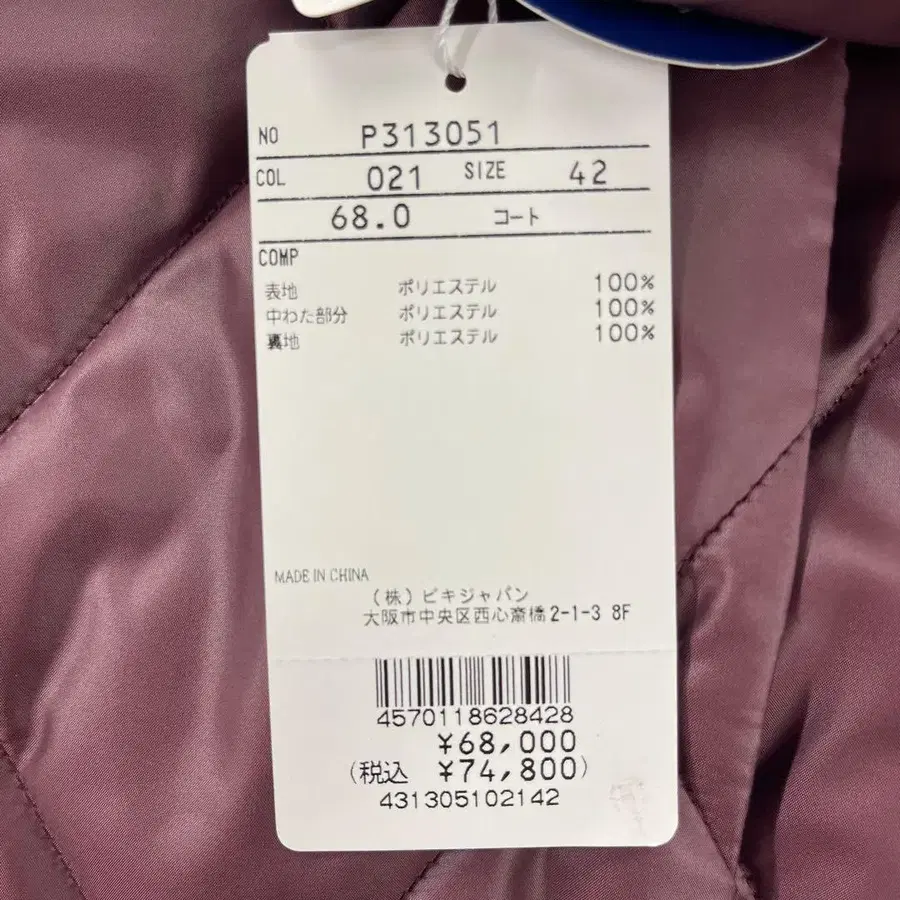 NO P313051
COL 021 SIZE 42
68.0 コート
COMP
表地 ポリエステル 100%
中わた部分 ポリエステル 100%
裏地 ポリエステル 100%
MADE IN CHINA
(株)ビキジャパン
大阪市中央区西心斎橋2-1-3 8F
4570118628428
¥68,000
(税込 ¥74,800)
431305102142